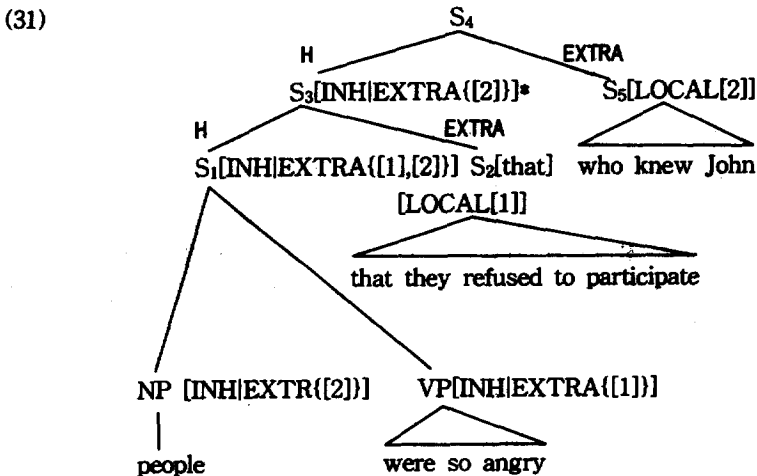 (31)
S₄
H EXTRA
S₃[INH|EXTRA{[2]}]* S₅[LOCAL[2]]
H EXTRA
S₁[INH|EXTRA{[1],[2]}] S₂[that] who knew John
[LOCAL[1]]
that they refused to participate
NP [INH|EXTR{[2]}] VP[INH|EXTRA{[1]}]
people were so angry